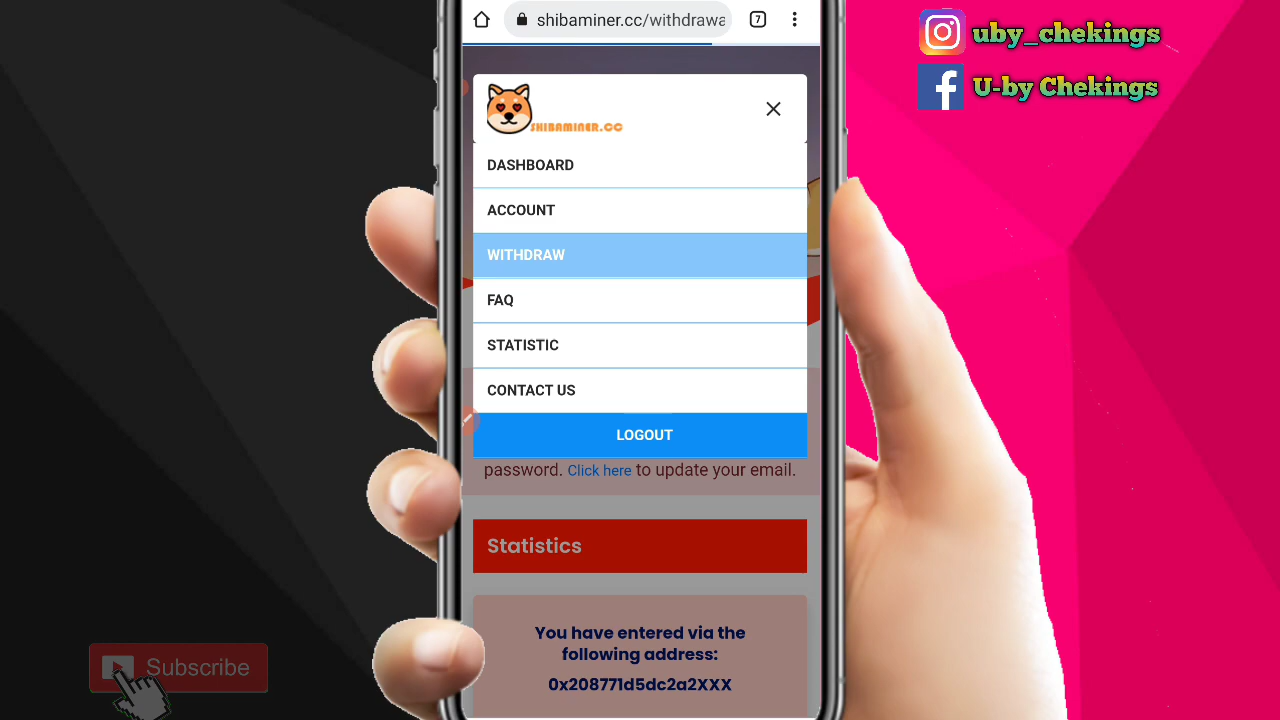 shibaminer.cc/withdrawa
7
uby_chekings
U-by Chekings
SHIBAMINER.CC
DASHBOARD
ACCOUNT
WITHDRAW
FAQ
STATISTIC
CONTACT US
LOGOUT
password. Click here to update your email.
Statistics
You have entered via the
following address:
0x208771d5dc2a2XXX
Subscribe